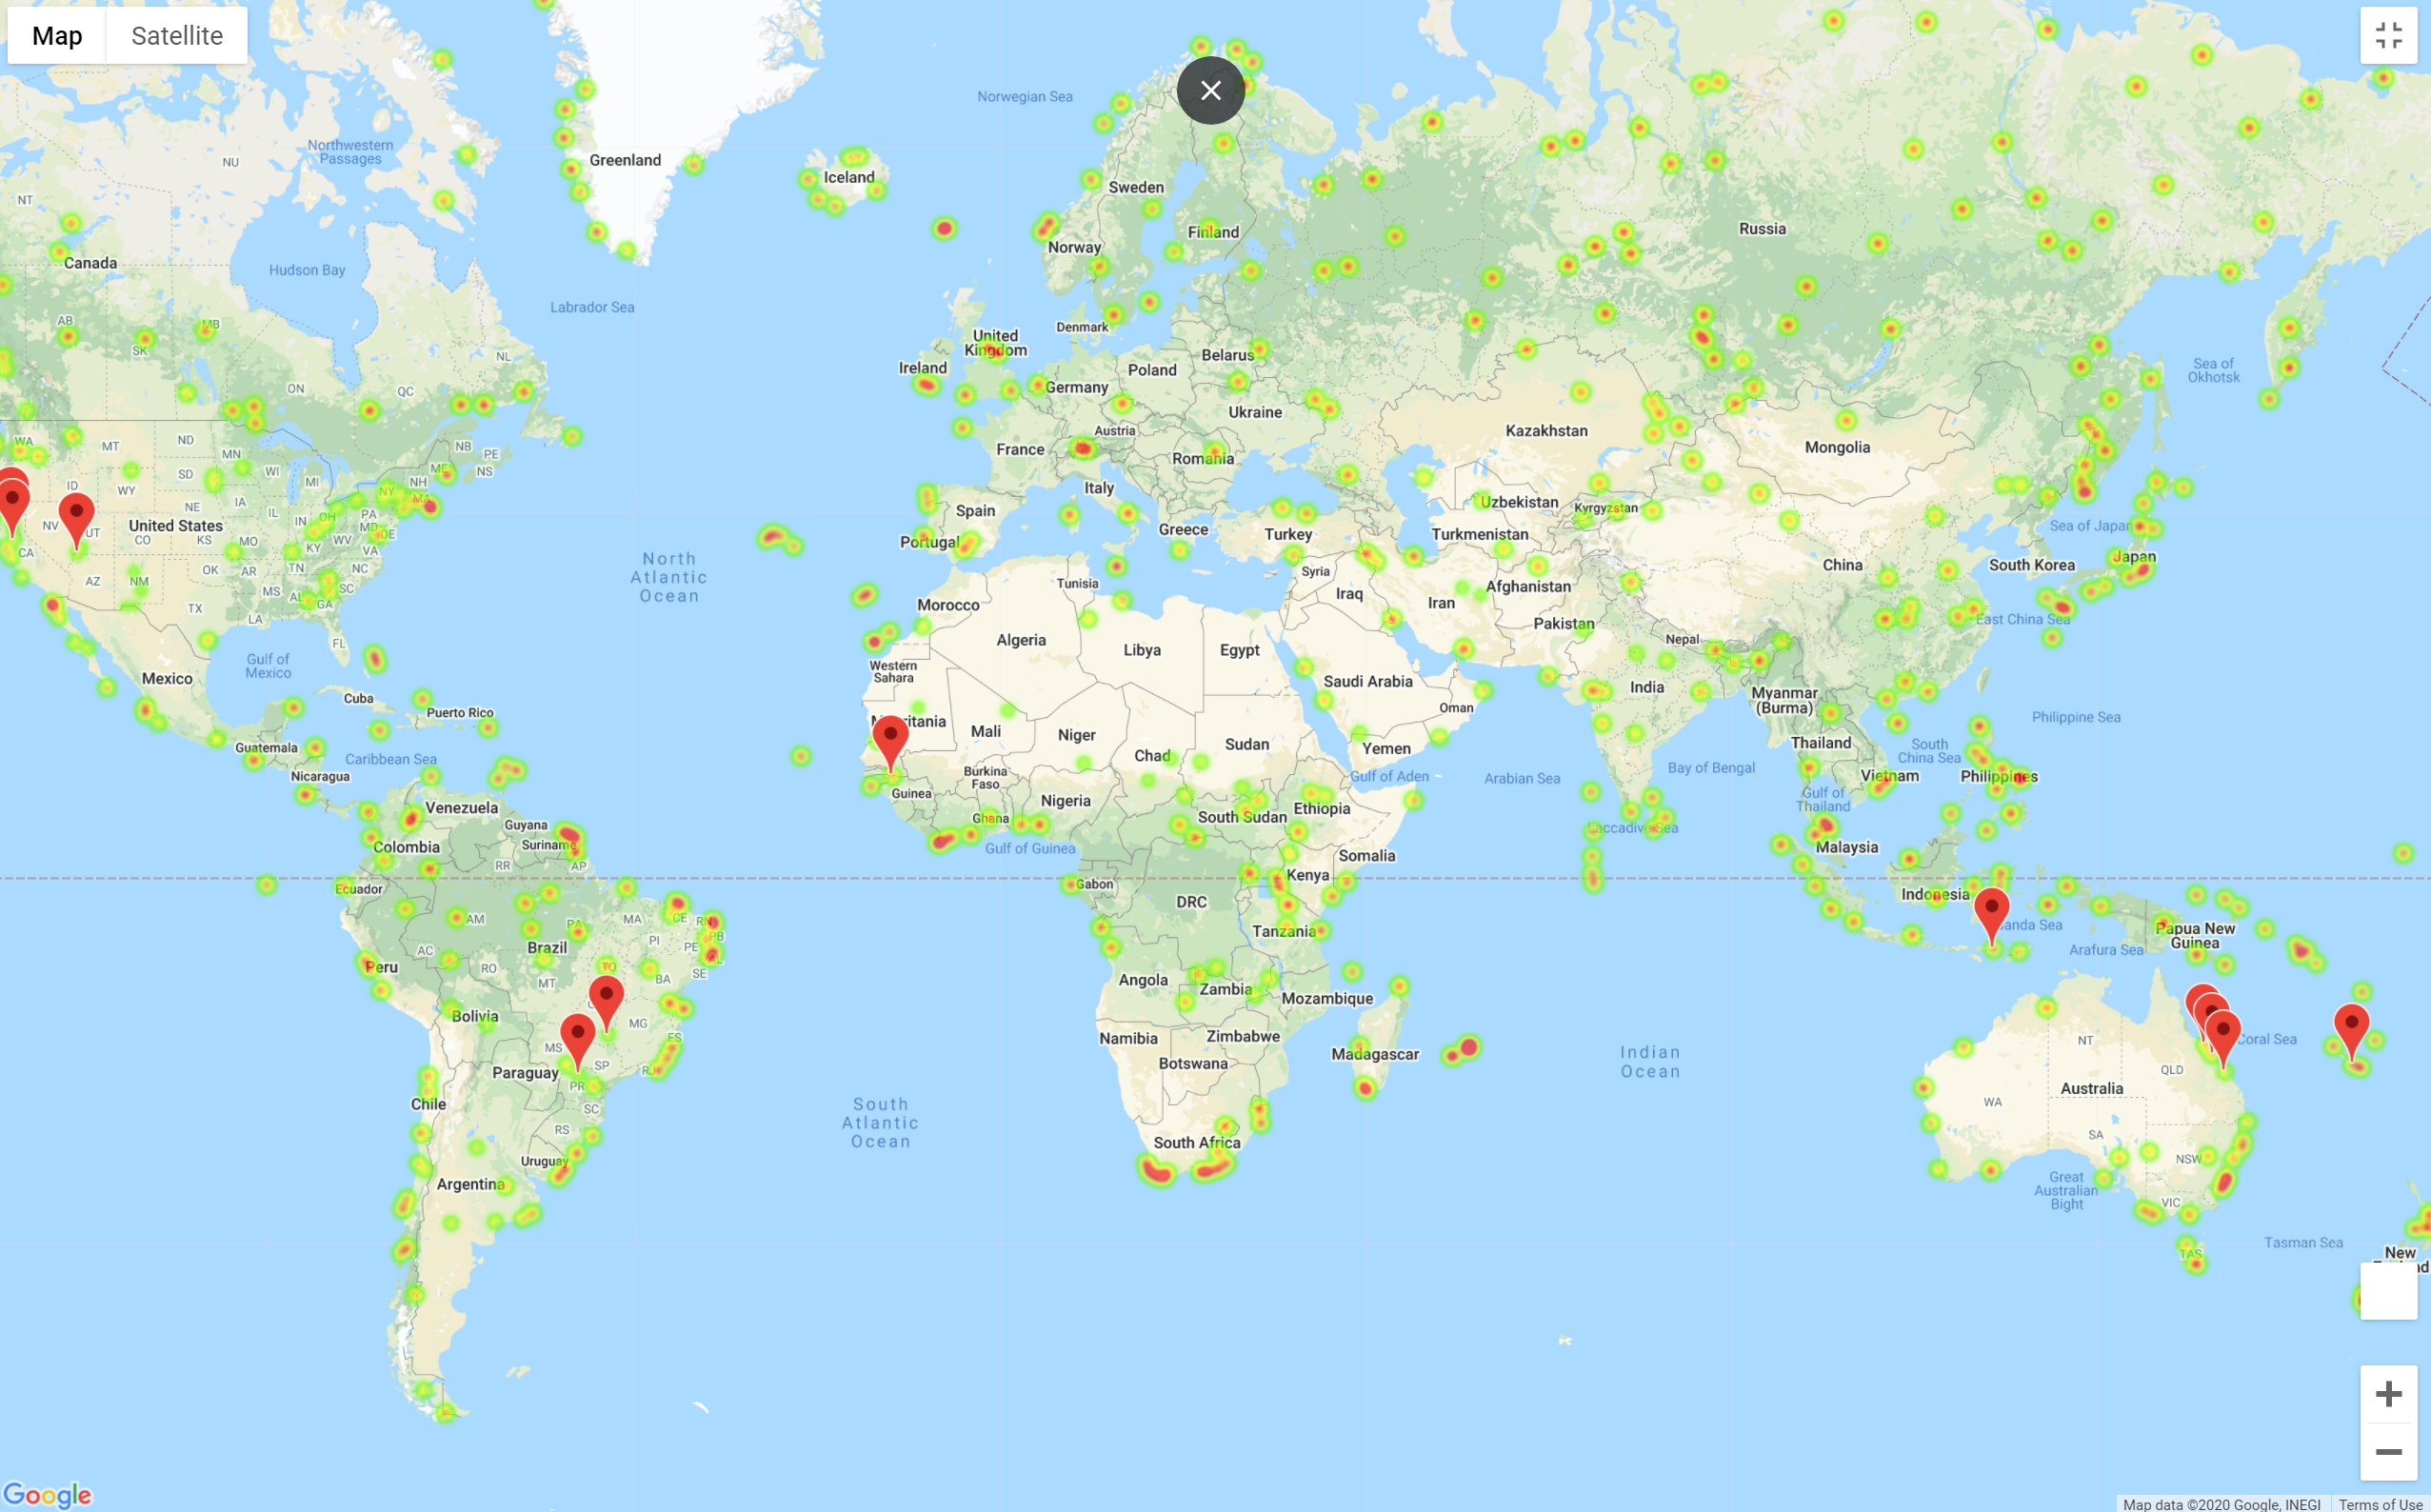 Map Satellite
Norwegian Sea
Northwestern
Passages
NU
Greenland
Iceland
NT
Sweden
Finland
Norway
Russia
Canada
Hudson Bay
Labrador Sea
AB
MB
SK
NL
United
Kingdom
Denmark
Belarus
Ireland
Poland
Germany
Sea of
Okhotsk
ON
QC
Ukraine
Kazakhstan
Austria
Mongolia
WA
MT
ND
NB
PE
NS
France
Romania
MN
ME
SD
WI
ID
WY
MI
NH
NY
MA
Italy
Uzbekistan
Kyrgyzstan
Spain
NE
IA
IL
IN
OH
PA
NV
UT
United States
CO
KS
MO
KY
WV
MD
DE
VA
CA
Greece
Turkey
Turkmenistan
Sea of Japan
Portugal
North
Atlantic
Ocean
Japan
South Korea
China
AZ
NM
OK
AR
TN
NC
SC
MS
AL
GA
TX
LA
FL
Tunisia
Syria
Iraq
Iran
Afghanistan
Morocco
Pakistan
East China Sea
Algeria
Libya
Egypt
Nepal
Gulf of
Mexico
Western
Sahara
Mexico
Saudi Arabia
India
Myanmar
(Burma)
Cuba
Puerto Rico
Oman
Philippine Sea
Mali
Niger
Chad
Sudan
Yemen
Thailand
South
China Sea
Guatemala
Caribbean Sea
Nicaragua
Burkina
Faso
Guinea
Gulf of Aden
Arabian Sea
Bay of Bengal
Vietnam
Philippines
Venezuela
Nigeria
Ethiopia
Gulf of
Thailand
Guyana
Suriname
Ghana
South Sudan
Laccadive Sea
Colombia
Gulf of Guinea
Somalia
Malaysia
RR
AP
Ecuador
Gabon
Kenya
Indonesia
DRC
AM
PA
MA
CE
RN
PB
PI
PE
AL
Brazil
Tanzania
Banda Sea
Papua New
Guinea
Arafura Sea
AC
RO
Peru
TO
MT
BA
SE
Angola
Zambia
Mozambique
Bolivia
MG
ES
Namibia
Zimbabwe
Madagascar
Indian
Ocean
NT
Coral Sea
MS
SP
RJ
Botswana
Paraguay
PR
QLD
Australia
Chile
SC
South
Atlantic
Ocean
WA
RS
South Africa
SA
Uruguay
NSW
Argentina
Great
Australian
Bight
VIC
Tasman Sea
TAS
New
Google
Map data ©2020 Google, INEGI Terms of Use